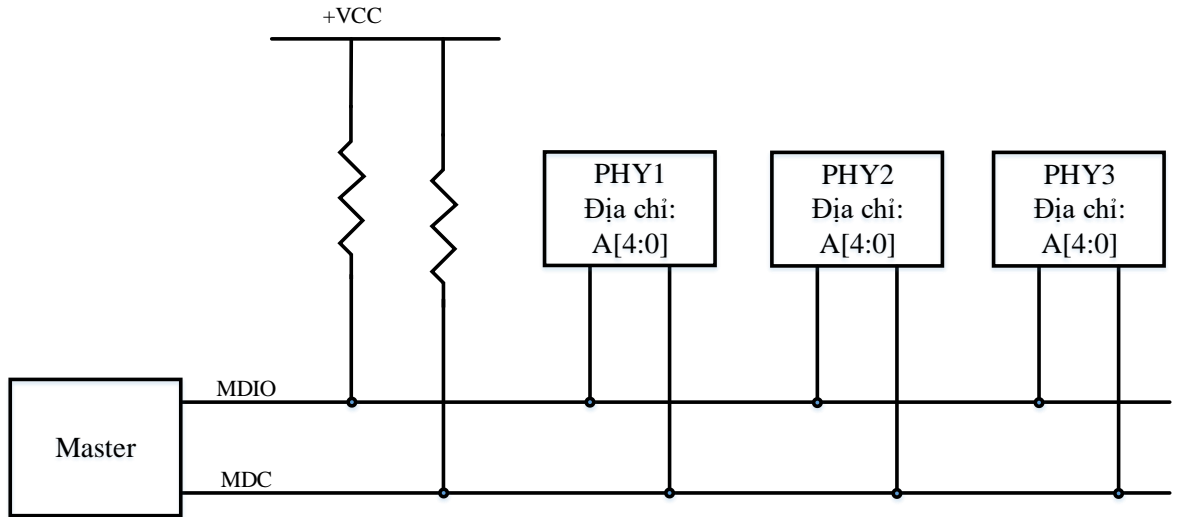 +VCC
PHY1
Địa chỉ:
A[4:0]
PHY2
Địa chỉ:
A[4:0]
PHY3
Địa chỉ:
A[4:0]
MDIO
Master
MDC